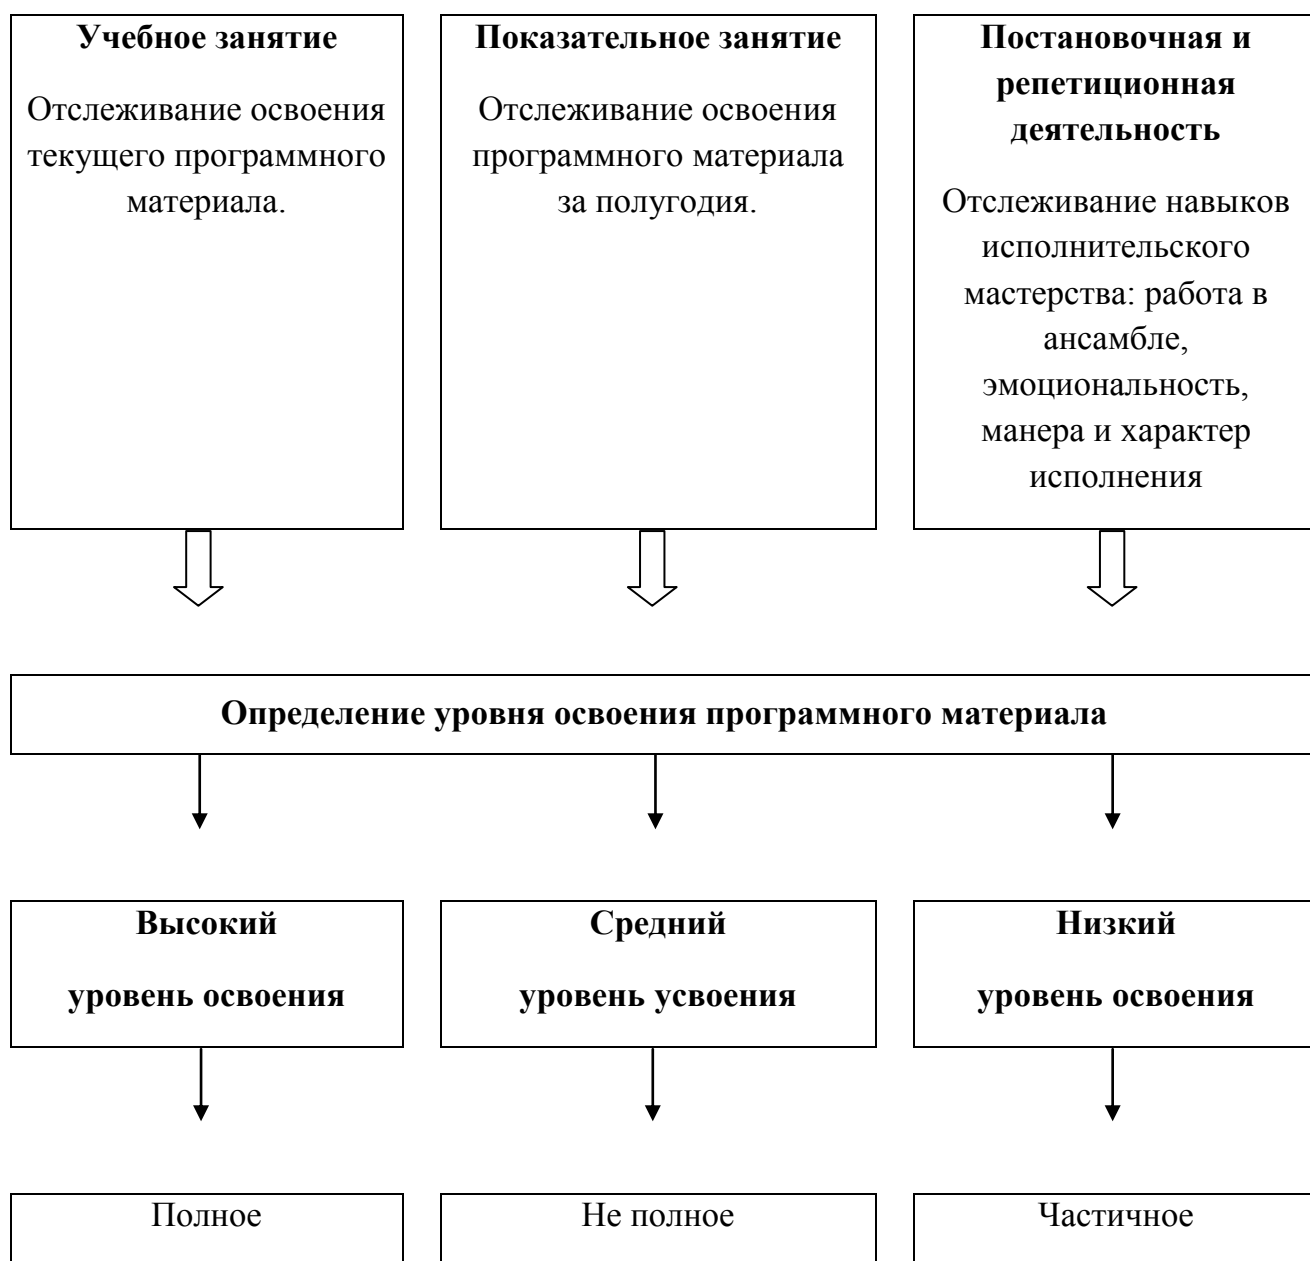 Учебное занятие
Отслеживание освоения
текущего программного
материала.
Показательное занятие
Отслеживание освоения
программного материала
за полугодия.
Постановочная и
репетиционная
деятельность
Отслеживание навыков
исполнительского
мастерства: работа в
ансамбле,
эмоциональность,
манера и характер
исполнения
Определение уровня освоения программного материала
Высокий
уровень освоения
Средний
уровень усвоения
Низкий
уровень освоения
Полное
Не полное
Частичное